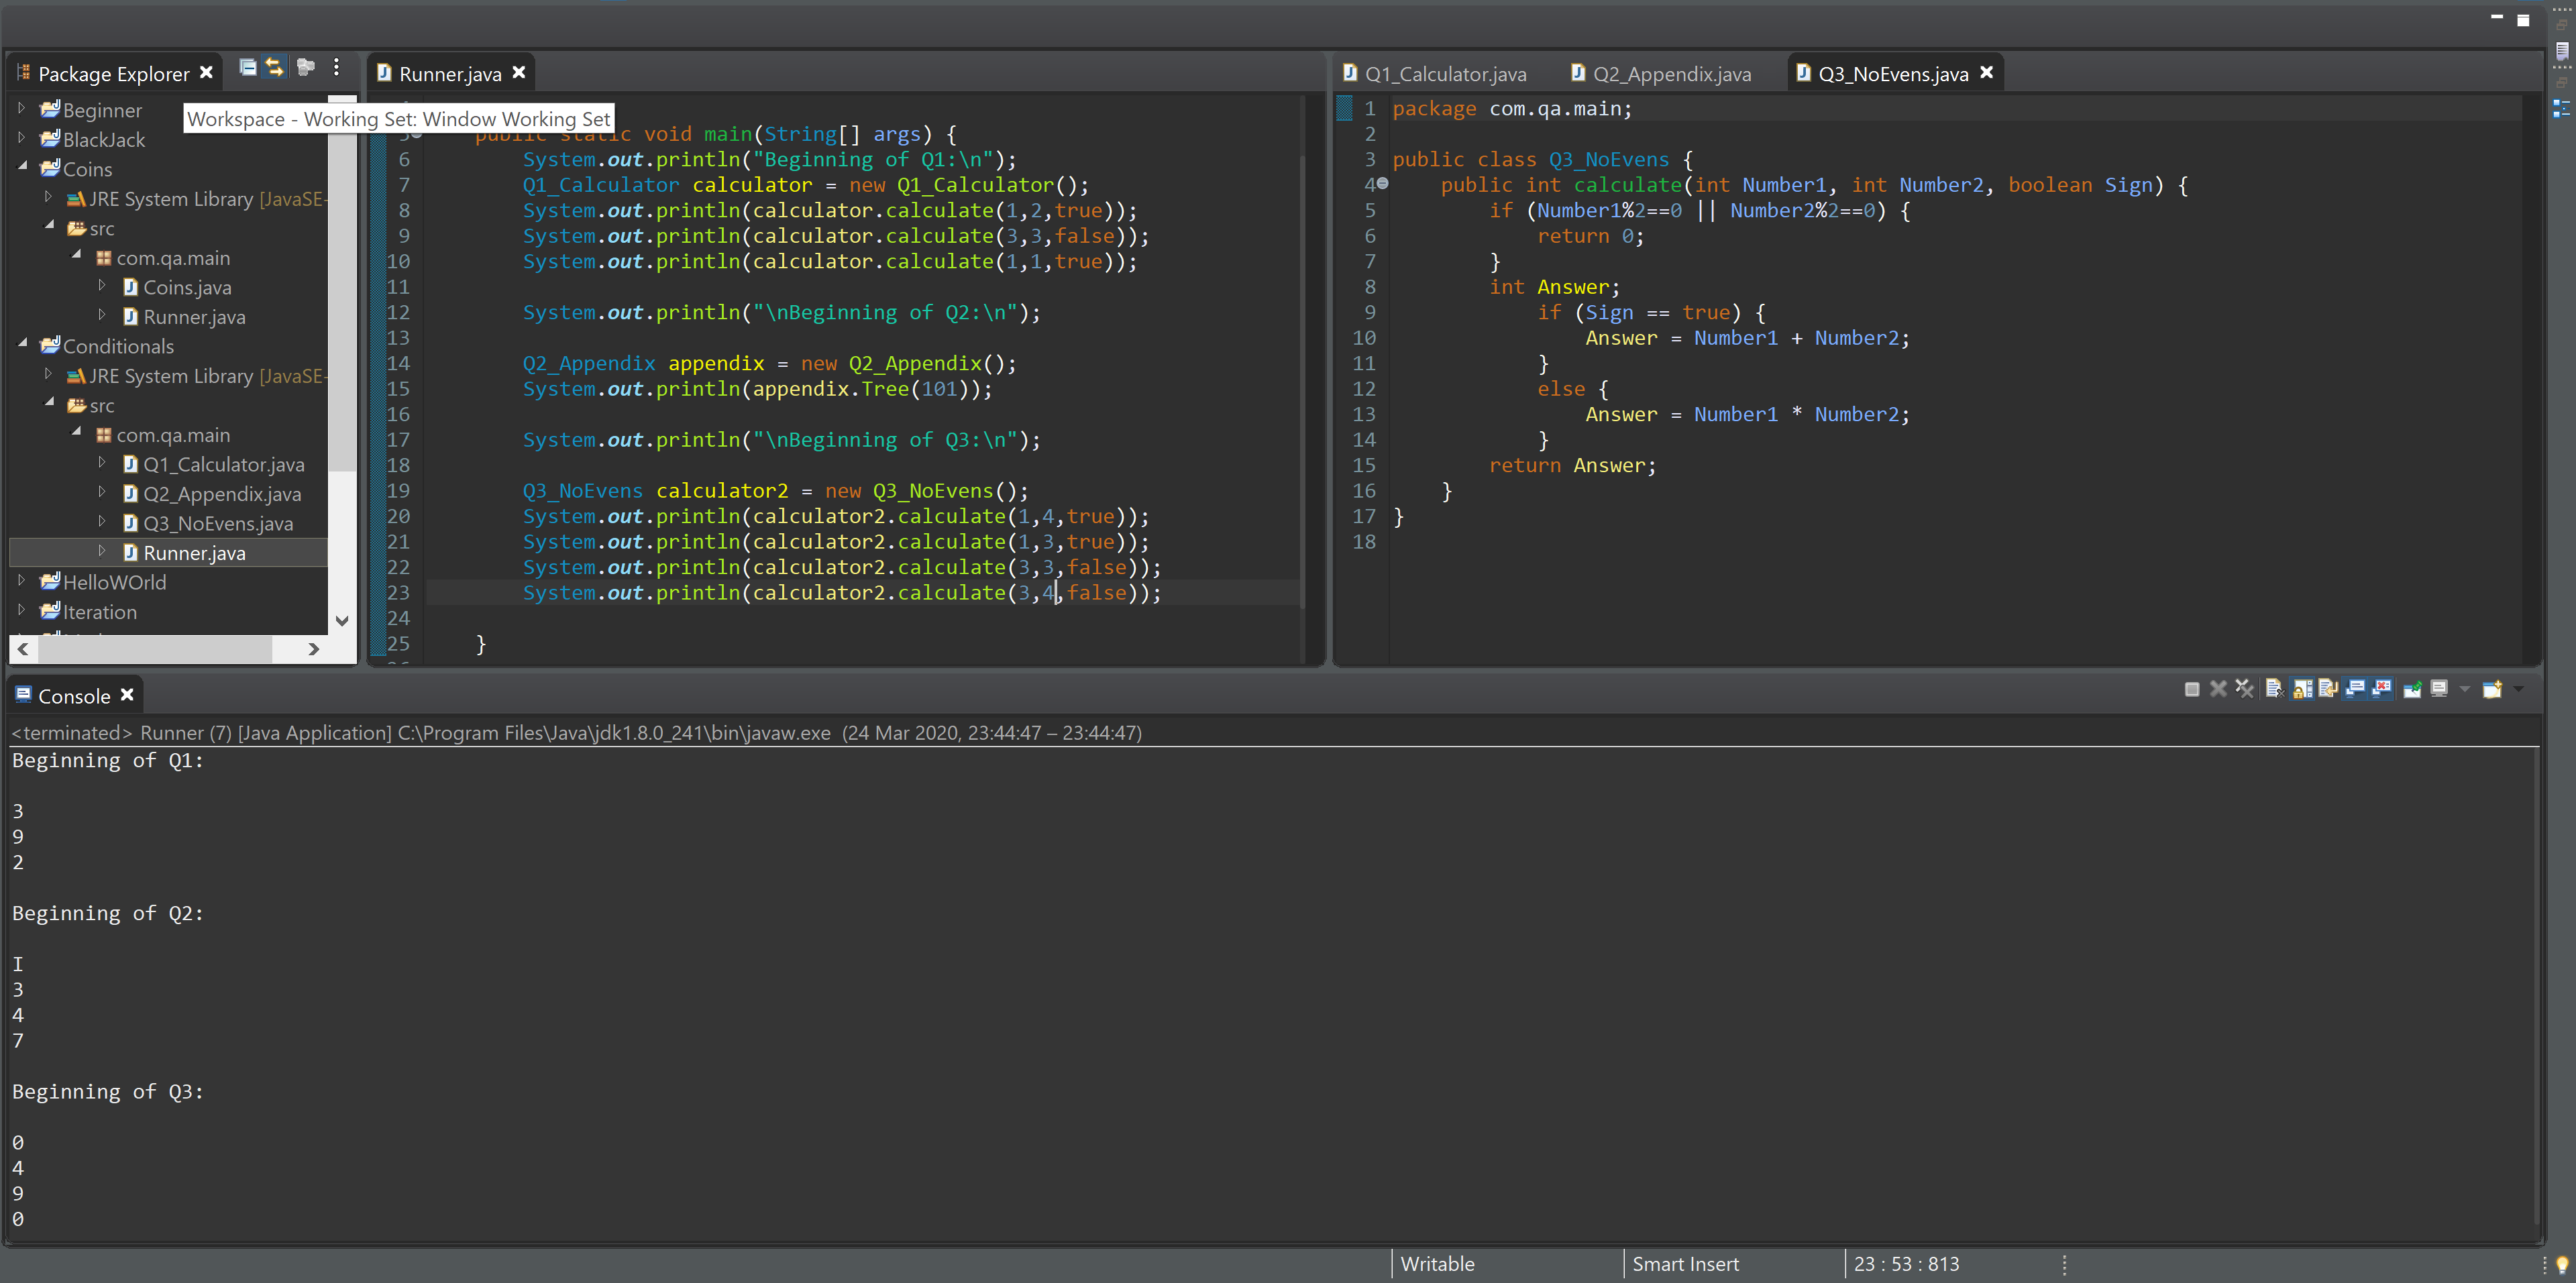 Package Explorer
Beginner
Workspace - Working Set: Window Working Set
BlackJack
Coins
JRE System Library [JavaSE-
src
com.qa.main
Coins.java
Runner.java
Conditionals
JRE System Library [JavaSE-
src
com.qa.main
Q1_Calculator.java
Q2_Appendix.java
Q3_NoEvens.java
Runner.java
HelloWOrld
Iteration
Runner.java
5 public static void main(String[] args) {
6 System.out.println("Beginning of Q1:\n");
7 Q1_Calculator calculator = new Q1_Calculator();
8 System.out.println(calculator.calculate(1,2,true));
9 System.out.println(calculator.calculate(3,3,false));
10 System.out.println(calculator.calculate(1,1,true));
11
12 System.out.println("\nBeginning of Q2:\n");
13
14 Q2_Appendix appendix = new Q2_Appendix();
15 System.out.println(appendix.Tree(101));
16
17 System.out.println("\nBeginning of Q3:\n");
18
19 Q3_NoEvens calculator2 = new Q3_NoEvens();
20 System.out.println(calculator2.calculate(1,4,true));
21 System.out.println(calculator2.calculate(1,3,true));
22 System.out.println(calculator2.calculate(3,3,false));
23 System.out.println(calculator2.calculate(3,4,false));
24
25 }
Q1_Calculator.java Q2_Appendix.java Q3_NoEvens.java
1 package com.qa.main;
2
3 public class Q3_NoEvens {
4 public int calculate(int Number1, int Number2, boolean Sign) {
5 if (Number1%2==0 || Number2%2==0) {
6 return 0;
7 }
8 int Answer;
9 if (Sign == true) {
10 Answer = Number1 + Number2;
11 }
12 else {
13 Answer = Number1 * Number2;
14 }
15 return Answer;
16 }
17 }
18
Console
<terminated> Runner (7) [Java Application] C:\Program Files\Java\jdk1.8.0_241\bin\javaw.exe (24 Mar 2020, 23:44:47 – 23:44:47)
Beginning of Q1:
3
9
2
Beginning of Q2:
I
3
4
7
Beginning of Q3:
0
4
9
0
Writable Smart Insert 23 : 53 : 813